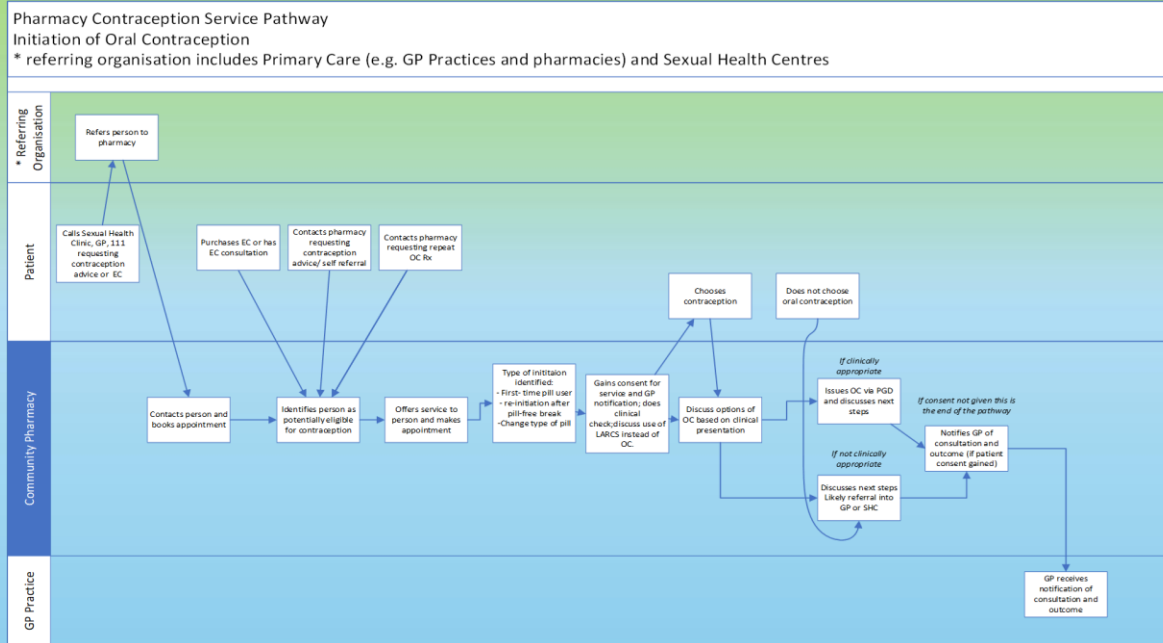 Pharmacy Contraception Service Pathway
Initiation of Oral Contraception
* referring organisation includes Primary Care (e.g. GP Practices and pharmacies) and Sexual Health Centres
* Referring
Organisation
Refers person to
pharmacy
Patient
Calls Sexual Health
Clinic, GP, 111
requesting
contraception
advice or EC
Purchases EC or has
EC consultation
Contacts pharmacy
requesting
contraception
advice/ self referral
Contacts pharmacy
requesting repeat
OC Rx
Chooses
contraception
Does not choose
oral contraception
Community Pharmacy
Contacts person and
books appointment
Identifies person as
potentially eligible
for contraception
Offers service to
person and makes
appointment
Type of inititaion
identified:
- First- time pill user
- re-initiation after
pill-free break
-Change type of pill
Gains consent for
service and GP
notification; does
clinical
check;discuss use of
LARCS instead of
OC.
Discuss options of
OC based on clinical
presentation
If clinically
appropriate
Issues OC via PGD
and discusses next
steps
If not clinically
appropriate
Discusses next steps
Likely referral into
GP or SHC
If consent not given this is
the end of the pathway
Notifies GP of
consultation and
outcome (if patient
consent gained)
GP Practice
GP receives
notification of
consultation and
outcome